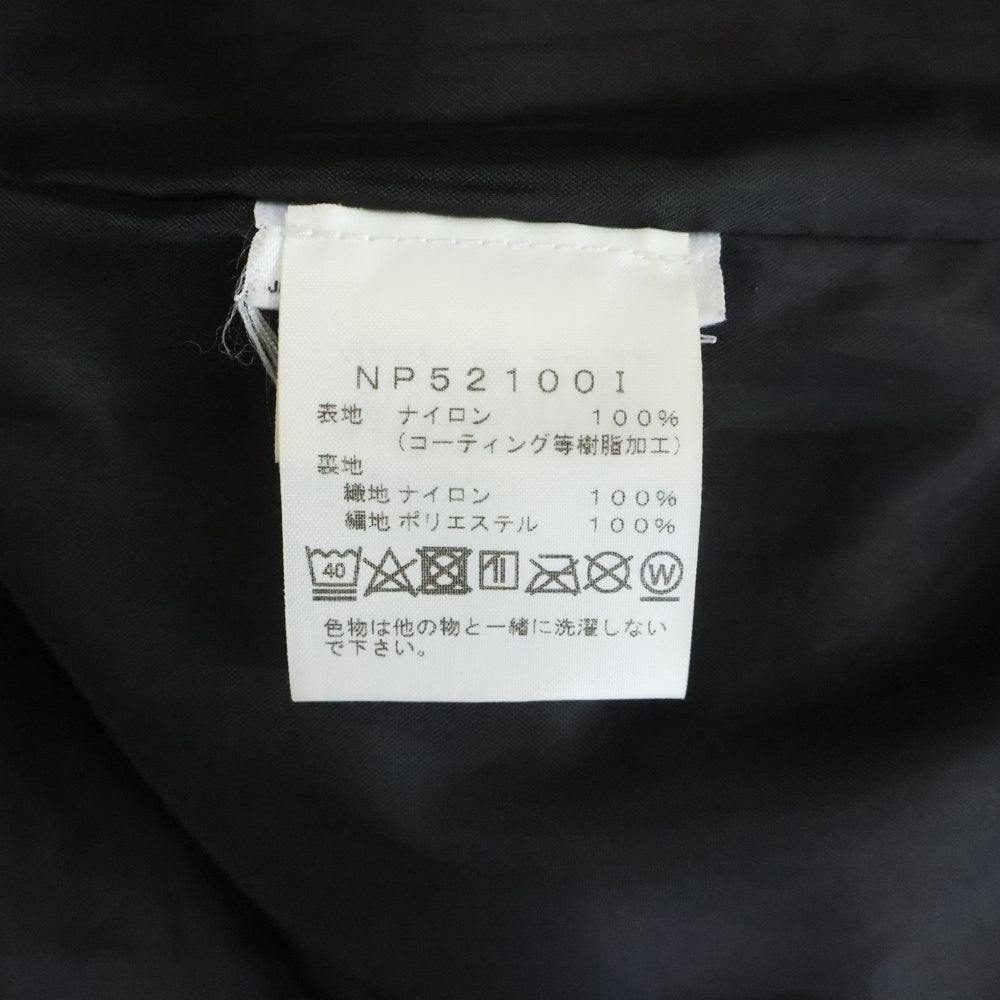 NP52100I
表地 ナイロン 100%
(コーティング等樹脂加工)
裏地
織地 ナイロン 100%
編地 ポリエステル 100%
40 W
色物は他の物と一緒に洗濯しない
で下さい。